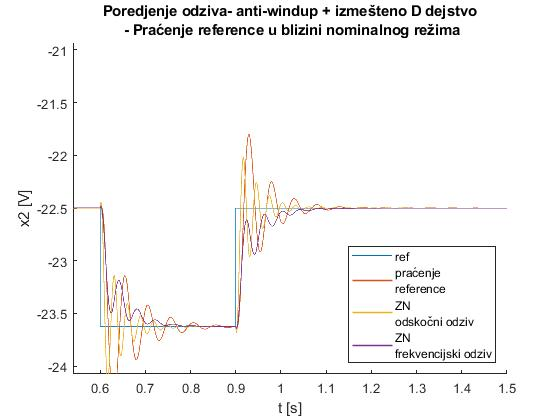 Poredjenje odziva- anti-windup + izmešteno D dejstvo
- Praćenje reference u blizini nominalnog režima
x2 [V]
-21
-21.5
-22
-22.5
-23
-23.5
-24
ref
praćenje
reference
ZN
odskočni odziv
ZN
frekvencijski odziv
0.6 0.7 0.8 0.9 1 1.1 1.2 1.3 1.4 1.5
t [s]